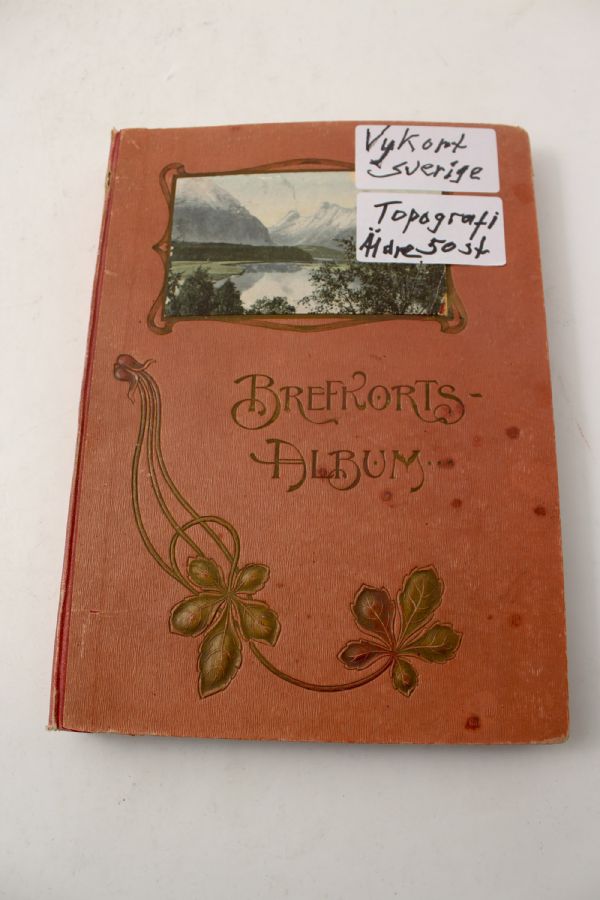 Vykort
sverige
Topografi
Äldre 50st
BREFKORTS-
ALBUM...